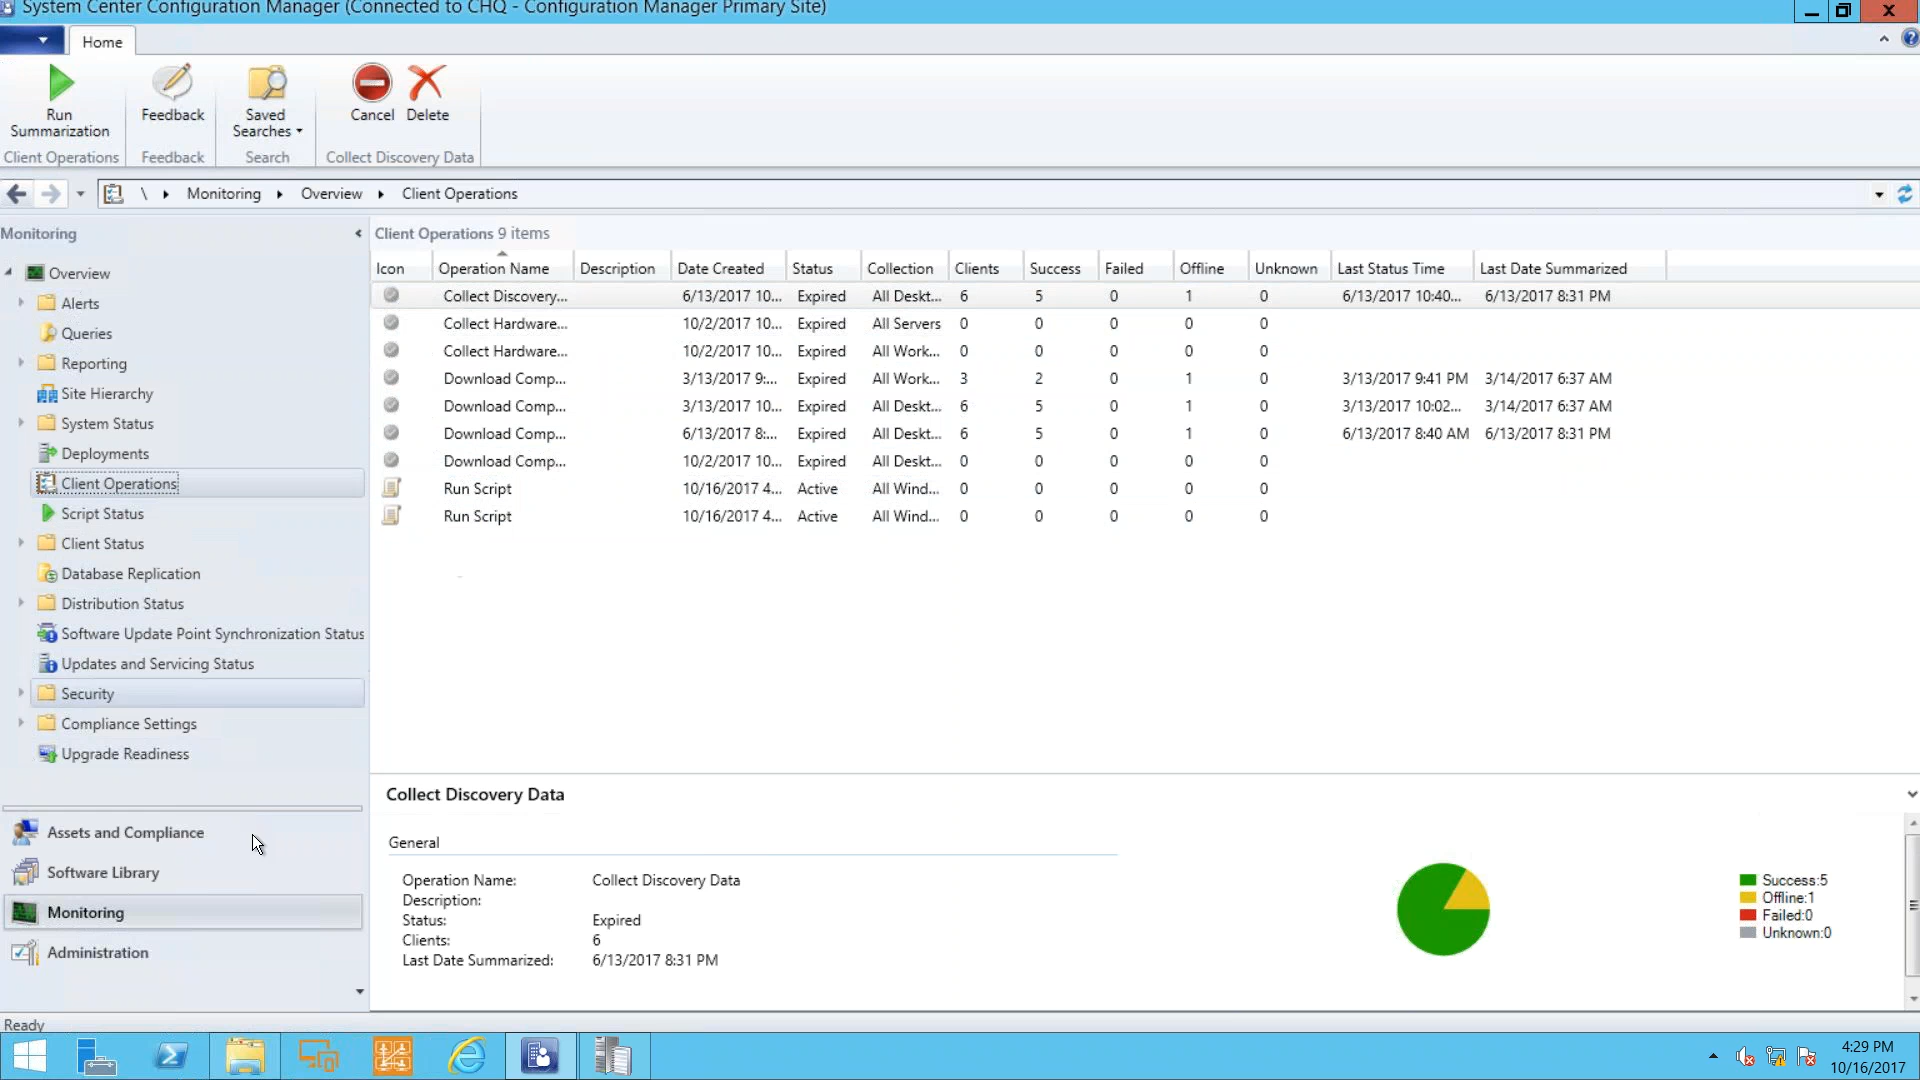 System Center Configuration Manager (Connected to CHQ - Configuration Manager Primary Site)
Home
Run Summarization
Feedback
Saved Searches
Cancel
Delete
Client Operations
Feedback
Search
Collect Discovery Data
\ Monitoring Overview Client Operations
Monitoring
Overview
Alerts
Queries
Reporting
Site Hierarchy
System Status
Deployments
Client Operations
Script Status
Client Status
Database Replication
Distribution Status
Software Update Point Synchronization Status
Updates and Servicing Status
Security
Compliance Settings
Upgrade Readiness
Assets and Compliance
Software Library
Monitoring
Administration
Client Operations 9 items
Icon Operation Name Description Date Created Status Collection Clients Success Failed Offline Unknown Last Status Time Last Date Summarized
Collect Discovery... 6/13/2017 10... Expired All Deskt... 6 5 0 1 0 6/13/2017 10:40... 6/13/2017 8:31 PM
Collect Hardware... 10/2/2017 10... Expired All Servers 0 0 0 0 0
Collect Hardware... 10/2/2017 10... Expired All Work... 0 0 0 0 0
Download Comp... 3/13/2017 9:... Expired All Work... 3 2 0 1 0 3/13/2017 9:41 PM 3/14/2017 6:37 AM
Download Comp... 3/13/2017 10... Expired All Deskt... 6 5 0 1 0 3/13/2017 10:02... 3/14/2017 6:37 AM
Download Comp... 6/13/2017 8:... Expired All Deskt... 6 5 0 1 0 6/13/2017 8:40 AM 6/13/2017 8:31 PM
Download Comp... 10/2/2017 10... Expired All Deskt... 0 0 0 0 0
Run Script 10/16/2017 4... Active All Wind... 0 0 0 0 0
Run Script 10/16/2017 4... Active All Wind... 0 0 0 0 0
Collect Discovery Data
General
Operation Name: Collect Discovery Data
Description:
Status: Expired
Clients: 6
Last Date Summarized: 6/13/2017 8:31 PM
Success:5
Offline:1
Failed:0
Unknown:0
Ready
4:29 PM
10/16/2017